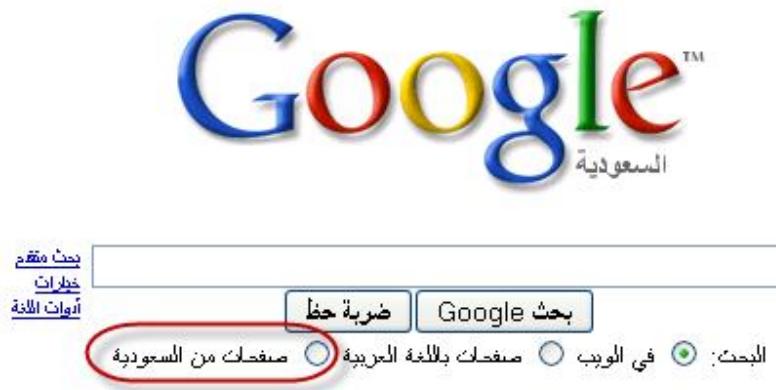 Google™
السعودية
بحث متقدم
خيارات
أدوات اللغة
بحث Google ضربة حظ
البحث: في الويب صفحات باللغة العربية صفحات من السعودية